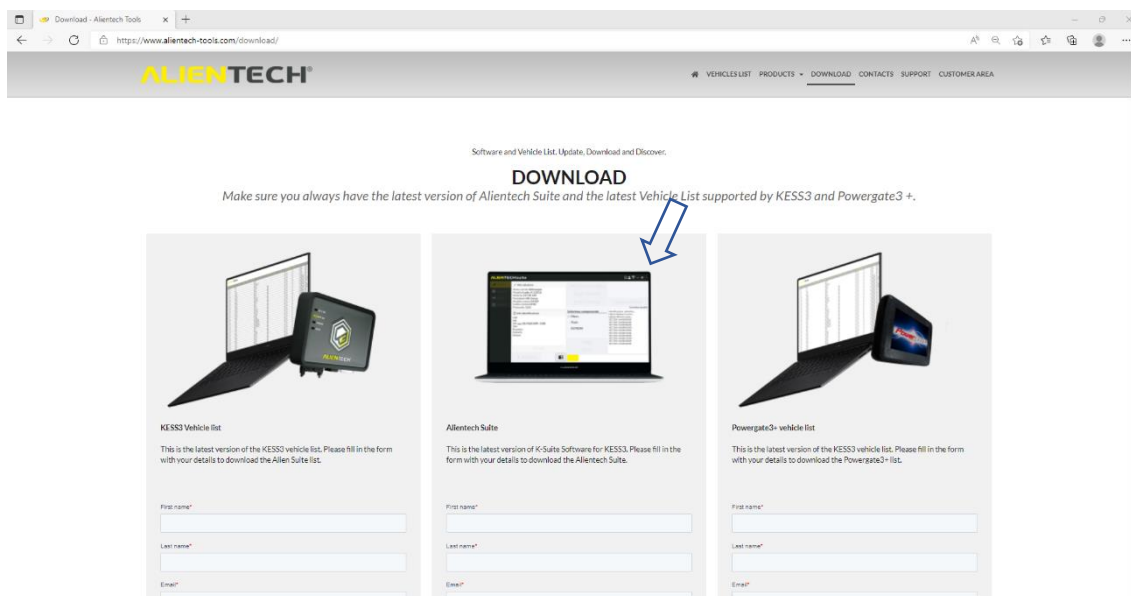 Download - Alientech Tools
https://www.alientech-tools.com/download/
ALIENTECH®
VEHICLES LIST PRODUCTS DOWNLOAD CONTACTS SUPPORT CUSTOMER AREA
Software and Vehicle List. Update, Download and Discover.
DOWNLOAD
Make sure you always have the latest version of Alientech Suite and the latest Vehicle List supported by KESS3 and Powergate3 +.
KESS3 Vehicle list
This is the latest version of the KESS3 vehicle list. Please fill in the form
with your details to download the Alien Suite list.
First name*
Last name*
Email*
Alientech Suite
This is the latest version of K-Suite Software for KESS3. Please fill in the
form with your details to download the Alientech Suite.
First name*
Last name*
Email*
Powergate3+ vehicle list
This is the latest version of the KESS3 vehicle list. Please fill in the form
with your details to download the Powergate3+ list.
First name*
Last name*
Email*